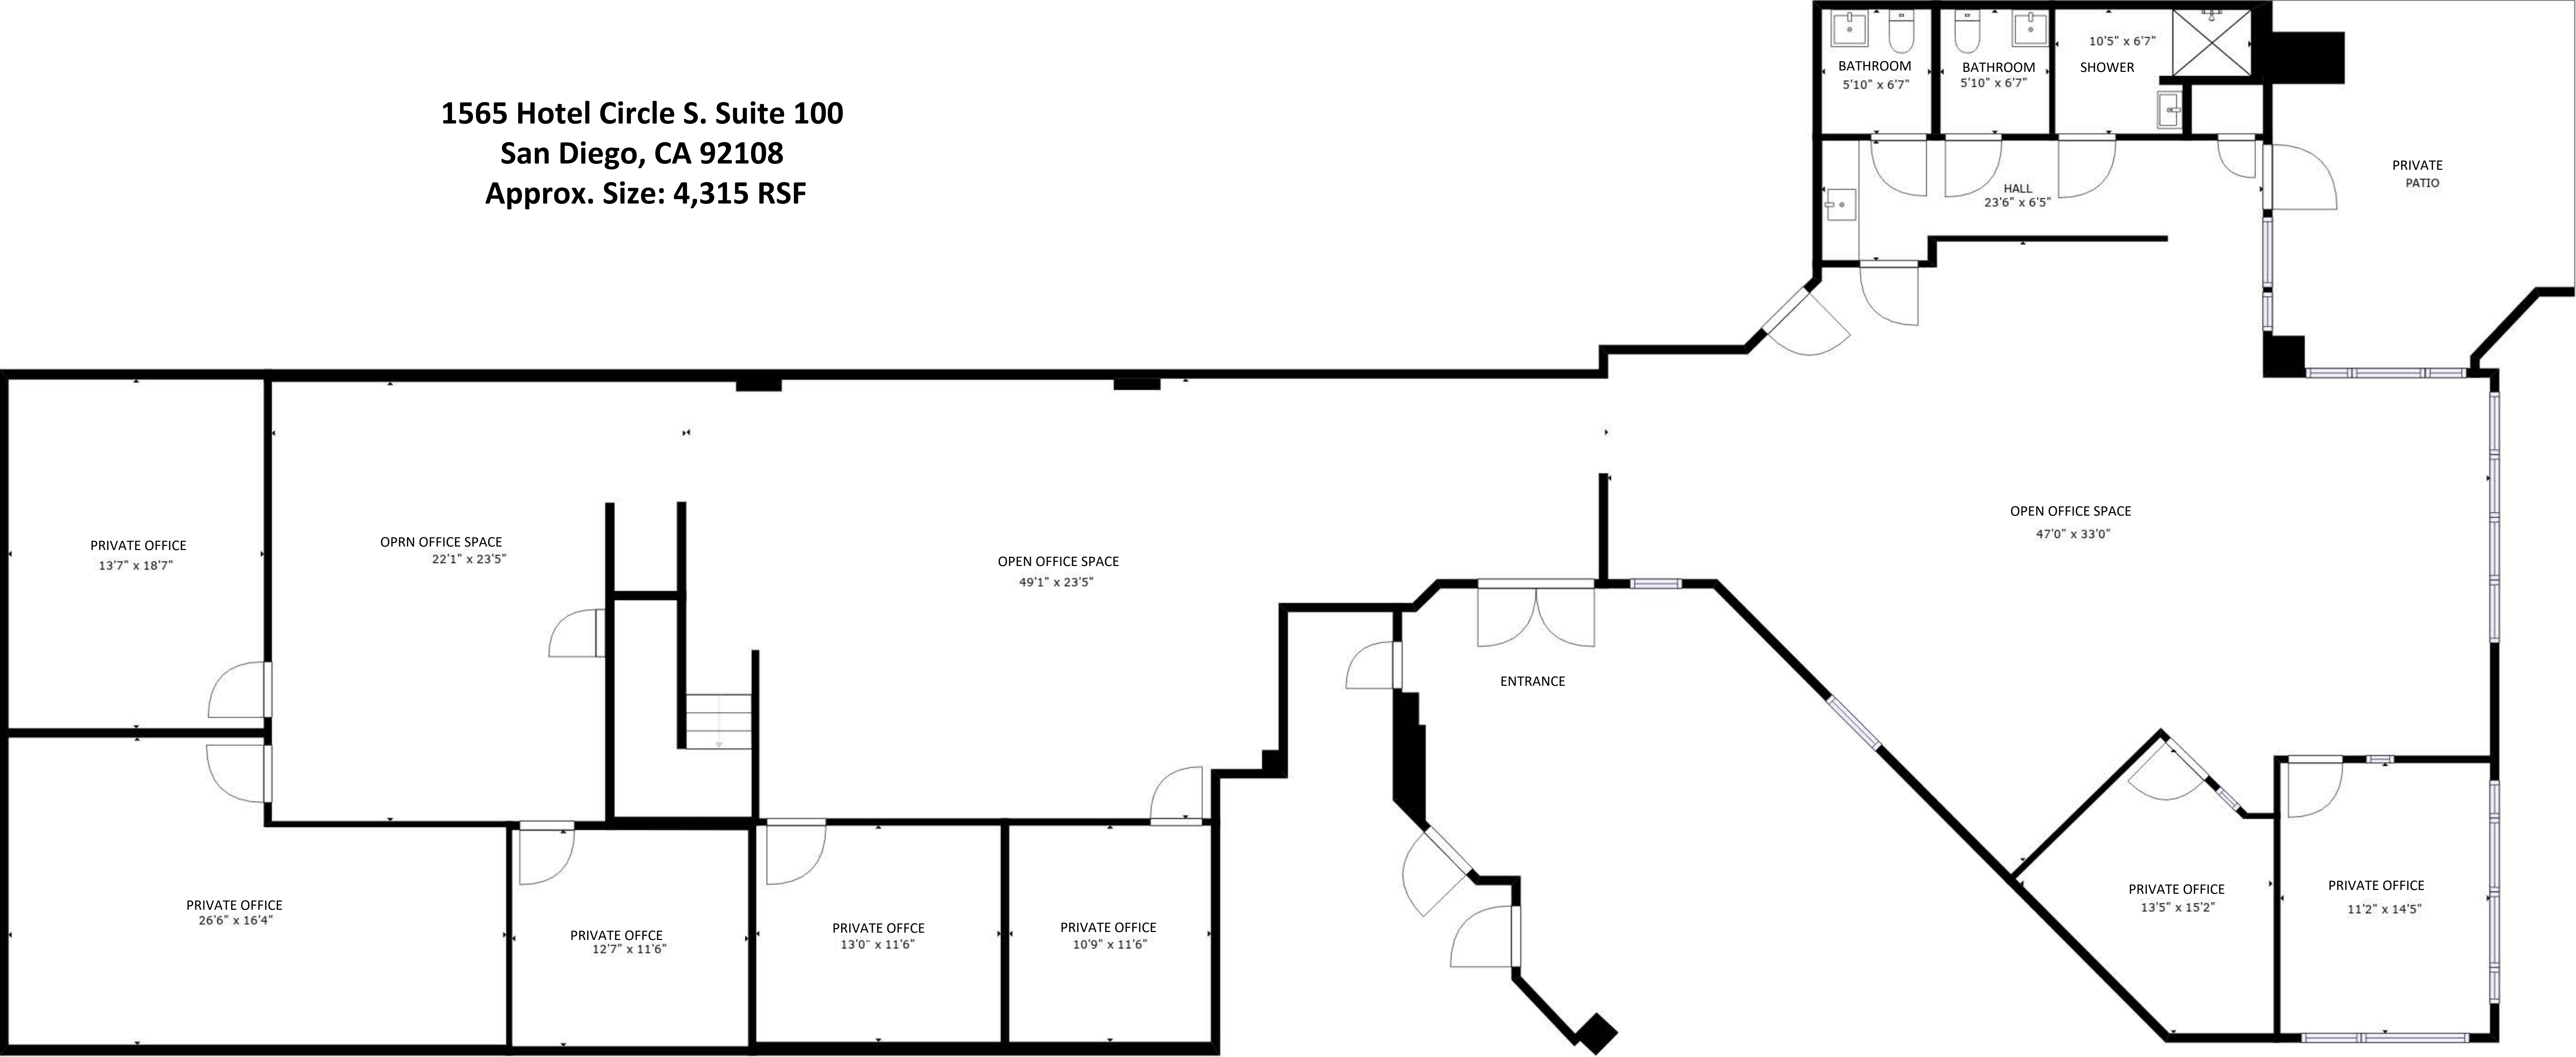 1565 Hotel Circle S. Suite 100
San Diego, CA 92108
Approx. Size: 4,315 RSF
BATHROOM
5'10" x 6'7"
BATHROOM
5'10" x 6'7"
10'5" x 6'7"
SHOWER
HALL
23'6" x 6'5"
PRIVATE
PATIO
PRIVATE OFFICE
13'7" x 18'7"
OPRN OFFICE SPACE
22'1" x 23'5"
OPEN OFFICE SPACE
49'1" x 23'5"
OPEN OFFICE SPACE
47'0" x 33'0"
ENTRANCE
PRIVATE OFFICE
26'6" x 16'4"
PRIVATE OFFCE
12'7" x 11'6"
PRIVATE OFFCE
13'0" x 11'6"
PRIVATE OFFCE
10'9" x 11'6"
PRIVATE OFFICE
13'5" x 15'2"
PRIVATE OFFICE
11'2" x 14'5"